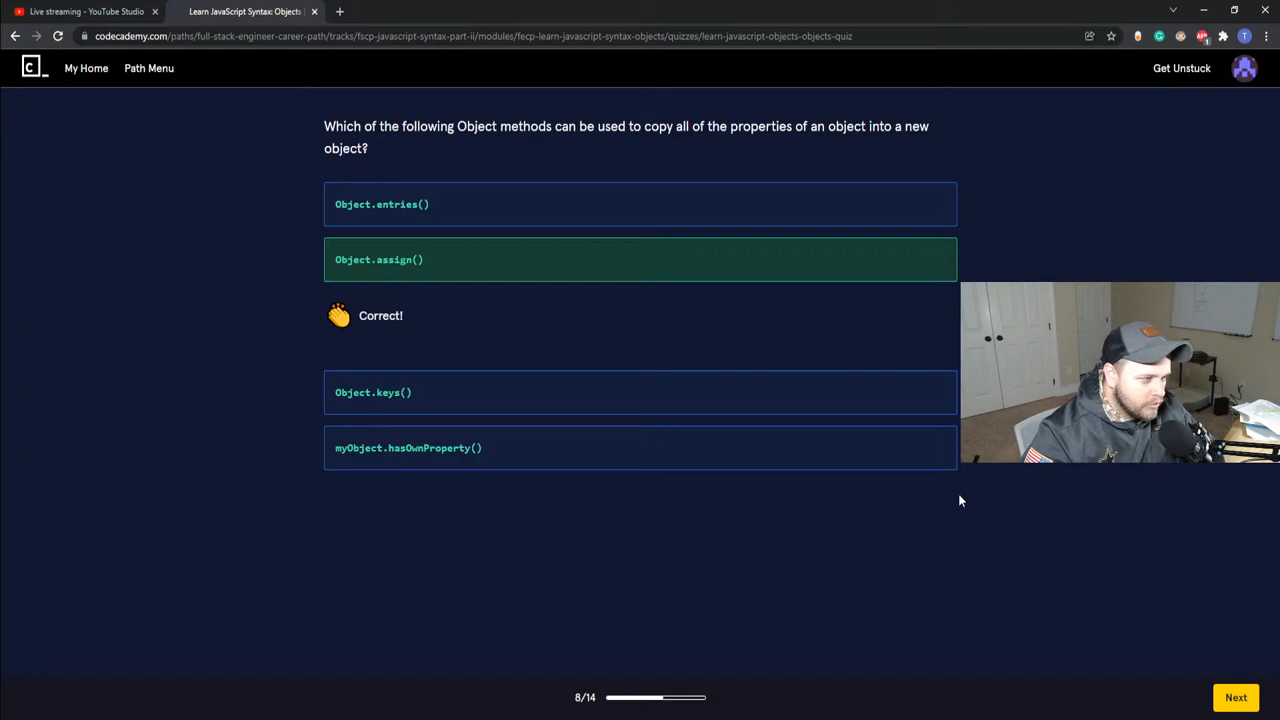 Live streaming - YouTube Studio
Learn JavaScript Syntax: Objects |
codecademy.com/paths/full-stack-engineer-career-path/tracks/fscp-javascript-syntax-part-ii/modules/fecp-learn-javascript-syntax-objects/quizzes/learn-javascript-objects-objects-quiz
C
My Home
Path Menu
Get Unstuck
Which of the following Object methods can be used to copy all of the properties of an object into a new
object?
Object.entries()
Object.assign()
Correct!
Object.keys()
myObject.hasOwnProperty()
8/14
Next